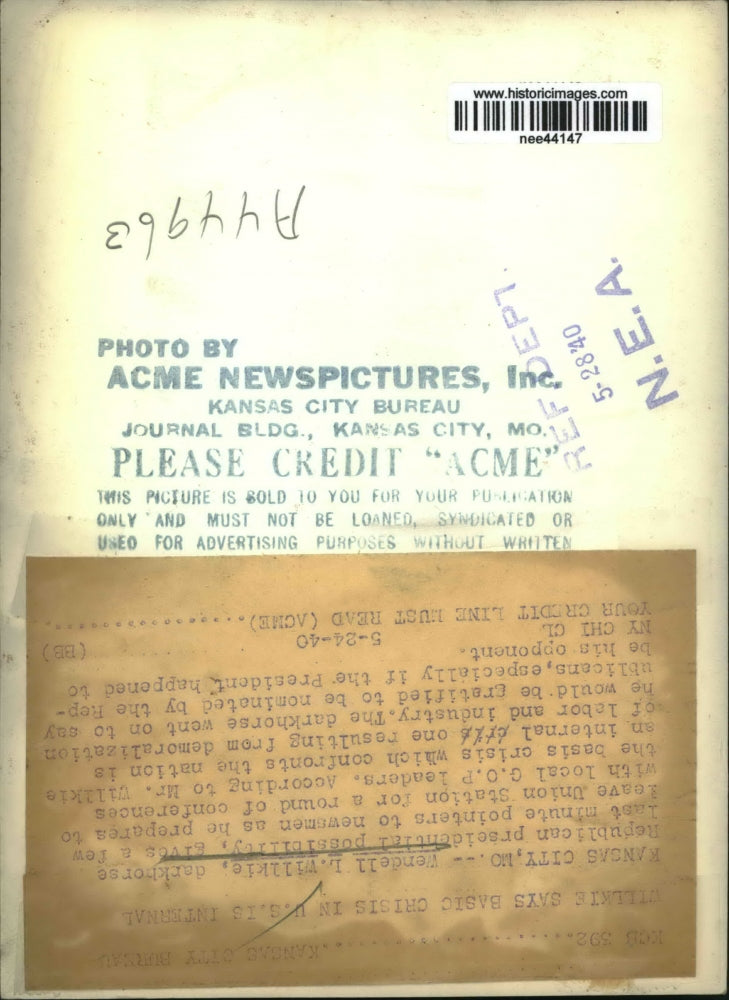 www.historicimages.com
nee44147
A44963
REF DEPT.
5-28'40
N.E.A.
PHOTO BY
ACME NEWSPICTURES, Inc.
KANSAS CITY BUREAU
JOURNAL BLDG., KANSAS CITY, MO.
PLEASE CREDIT "ACME"
THIS PICTURE IS SOLD TO YOU FOR YOUR PUBLICATION
ONLY AND MUST NOT BE LOANED, SYNDICATED OR
USED FOR ADVERTISING PURPOSES WITHOUT WRITTEN
KCB 592..............................KANSAS CITY BUREAU
WILLKIE SAYS BASIC CRISIS IN U.S.IS INTERNAL
KANSAS CITY,MO.-- Wendell L.Willkie, darkhorse
Republican preseidencial possibility, gives a few
last minute pointers to newsmen as he prepares to
leave Union Station for a round of conferences
with local G.O.P leaders. According to Mr. Willkie
the basis crisis which confronts the nation is
an internal one resulting from demoralization
of labor and industry.The darkhorse went on to say
he would be gratified to be nominated by the Rep-
ublicans,especially if the President happened to
be his opponent.
NY CHI CL 5-24-40 (BB)
YOUR CREDIT LINE MUST READ (ACME)..................